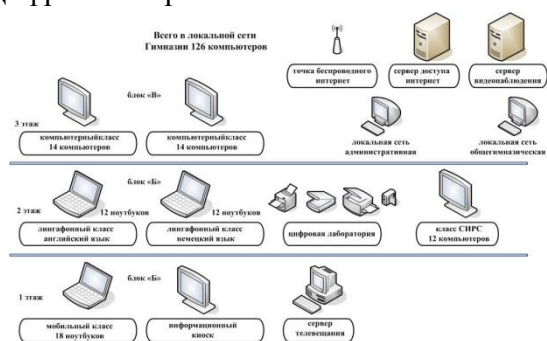 Всего в локальной сети
Гимназии 126 компьютеров
точка беспроводного
интернет
сервер доступа
интернет
сервер
видеонаблюдения
блок «В»
3 этаж
компьютерныйкласс
14 компьютеров
компьютерныйкласс
14 компьютеров
локальная сеть
административная
локальная сеть
общегимназическая
2 этаж
блок «Б»
12 ноутбуков
12 ноутбуков
лингафонный класс
английский язык
лингафонный класс
немецкий язык
цифровая лаборатория
класс СИРС
12 компьютеров
блок «Б»
1 этаж
мобильный класс
18 ноутбуков
информационный
киоск
сервер
телевещания